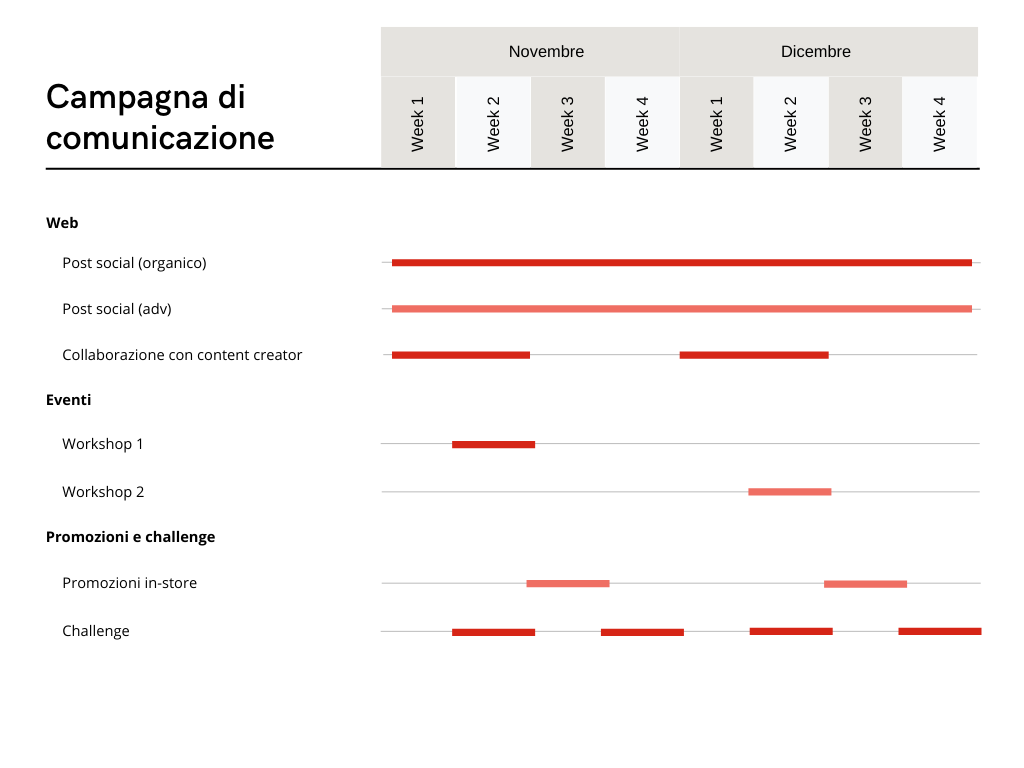 Novembre
Dicembre
Campagna di
comunicazione
Week 1
Week 2
Week 3
Week 4
Week 1
Week 2
Week 3
Week 4
Web
Post social (organico)
Post social (adv)
Collaborazione con content creator
Eventi
Workshop 1
Workshop 2
Promozioni e challenge
Promozioni in-store
Challenge